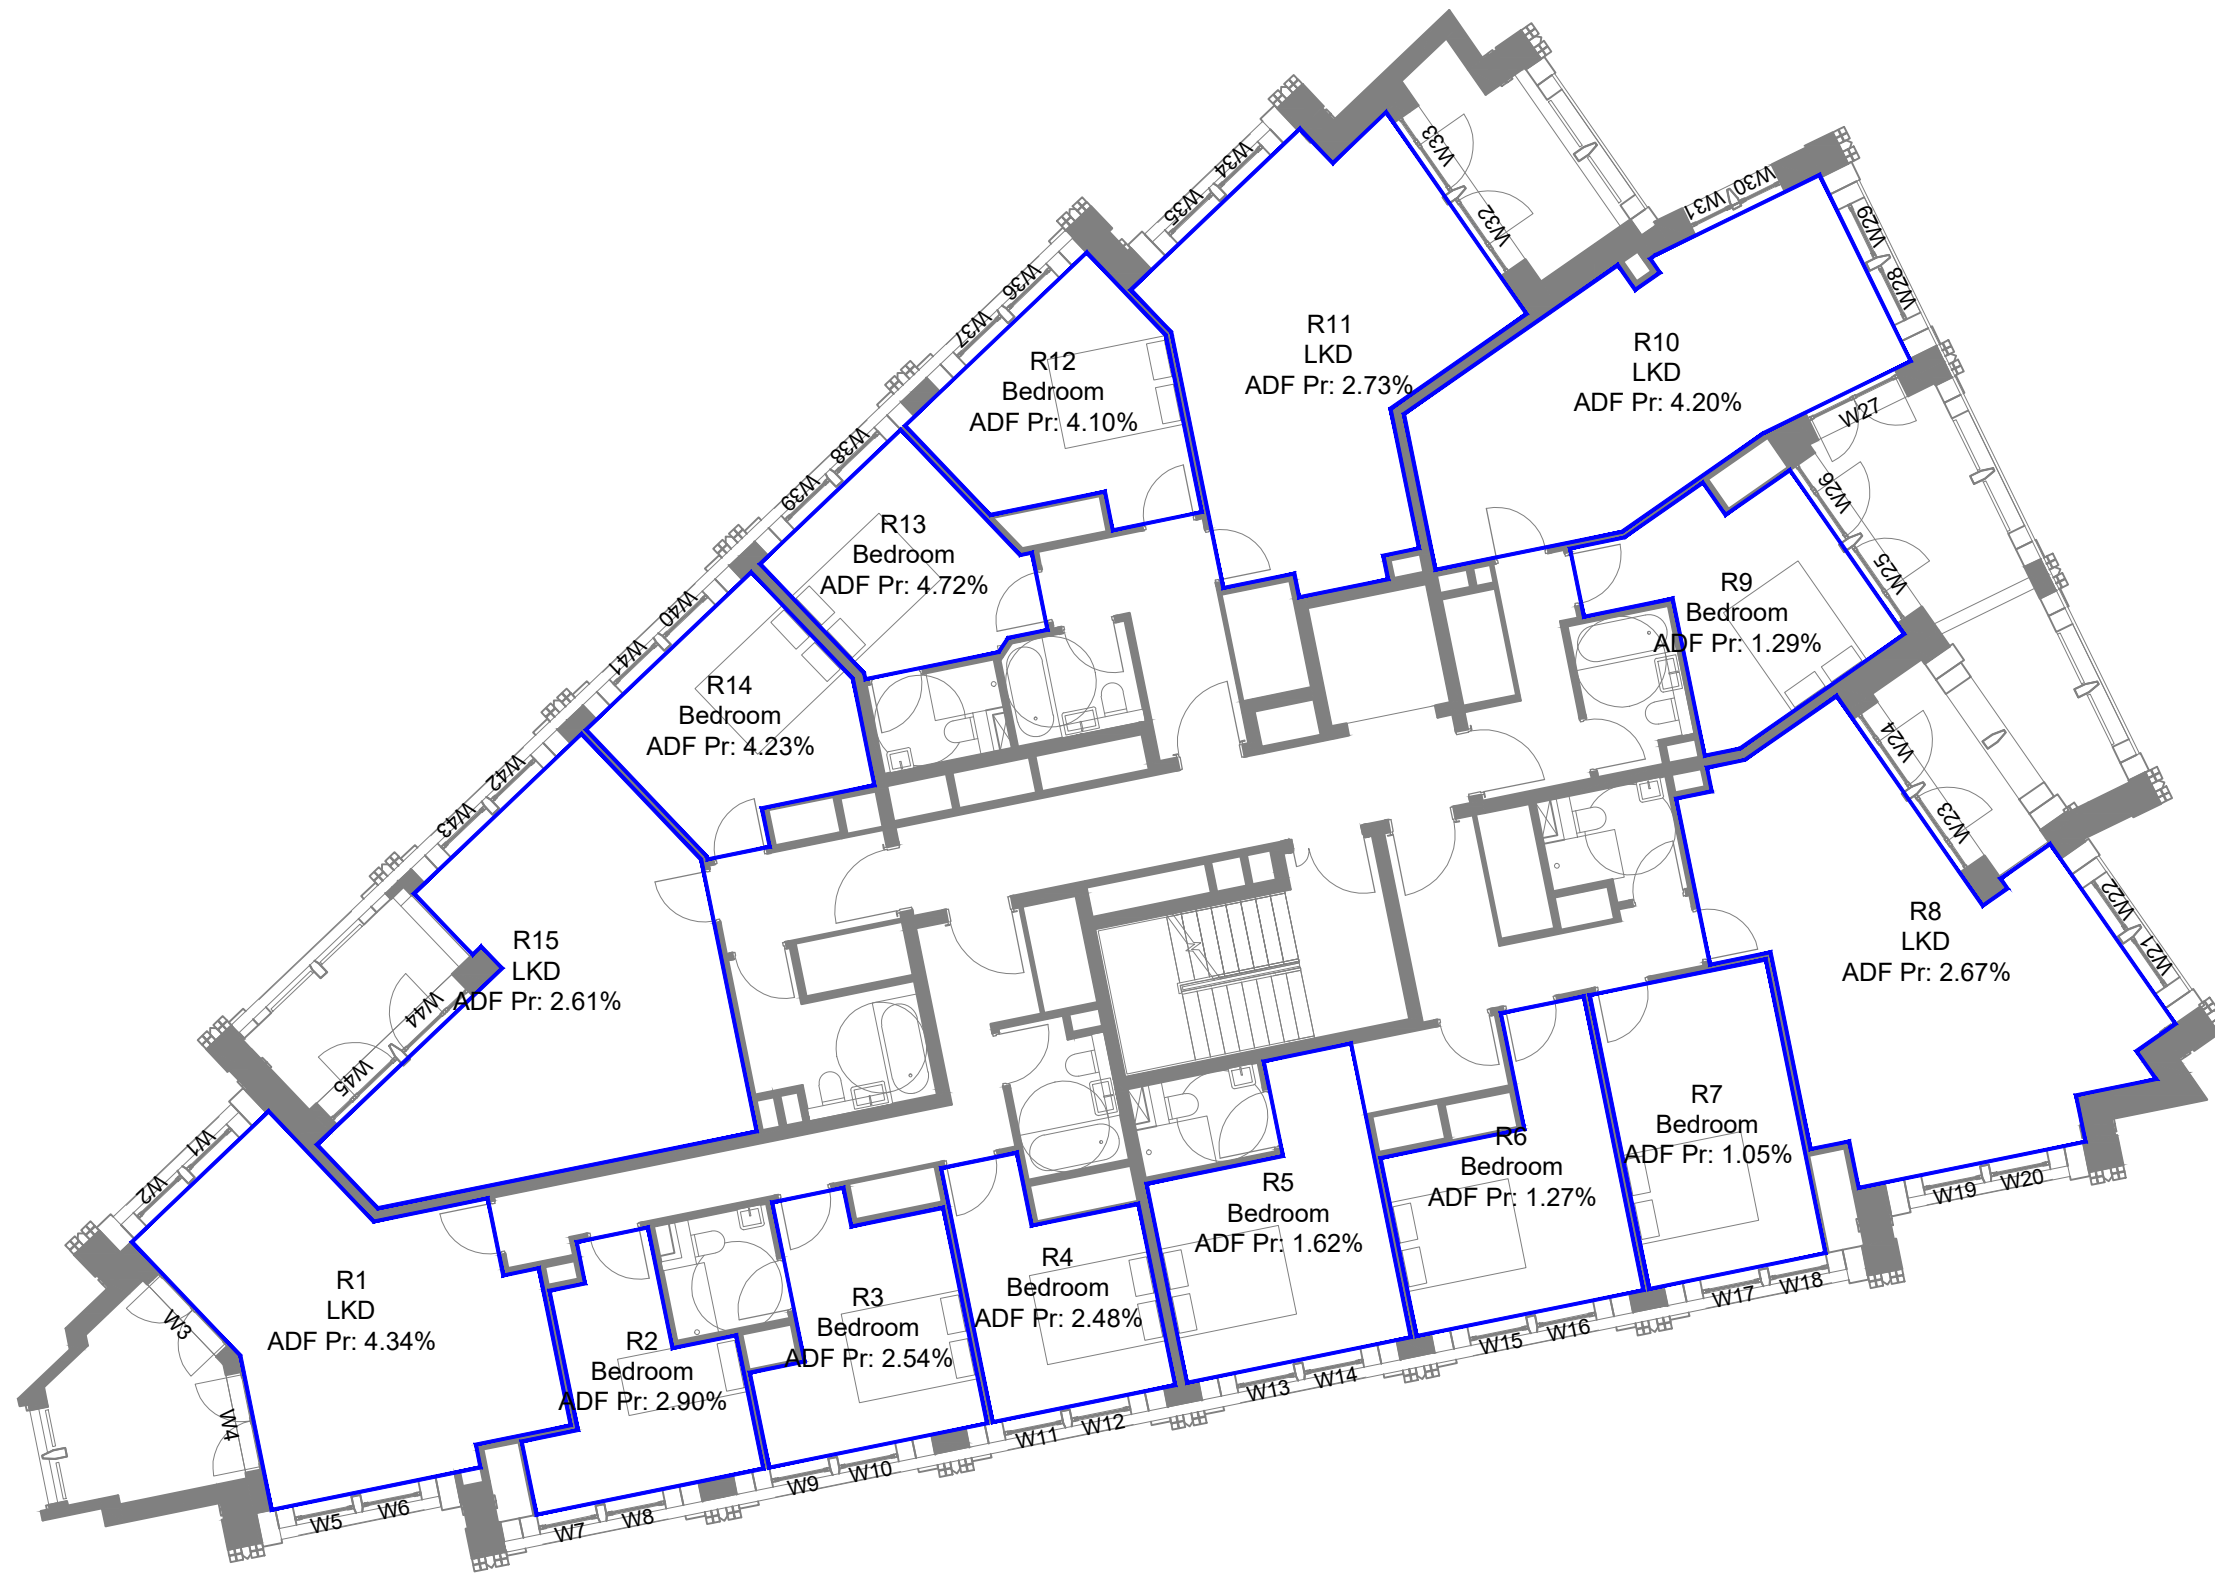 W33
W34
W35
W32
W30
W31
W29
W28
W36
W37
R11
LKD
ADF Pr: 2.73%
R10
LKD
ADF Pr: 4.20%
R12
Bedroom
ADF Pr: 4.10%
W27
W38
W39
W26
W25
R13
Bedroom
ADF Pr: 4.72%
R9
Bedroom
ADF Pr: 1.29%
W40
W41
R14
Bedroom
ADF Pr: 4.23%
W24
W23
W42
W43
R15
LKD
ADF Pr: 2.61%
R8
LKD
ADF Pr: 2.67%
W22
W21
W44
W45
W1
W2
R7
Bedroom
ADF Pr: 1.05%
R6
Bedroom
ADF Pr: 1.27%
R5
Bedroom
ADF Pr: 1.62%
W19
W20
R4
Bedroom
ADF Pr: 2.48%
R1
LKD
ADF Pr: 4.34%
W3
R3
Bedroom
ADF Pr: 2.54%
R2
Bedroom
ADF Pr: 2.90%
W4
W17
W18
W15
W16
W13
W14
W11
W12
W9
W10
W7
W8
W5
W6